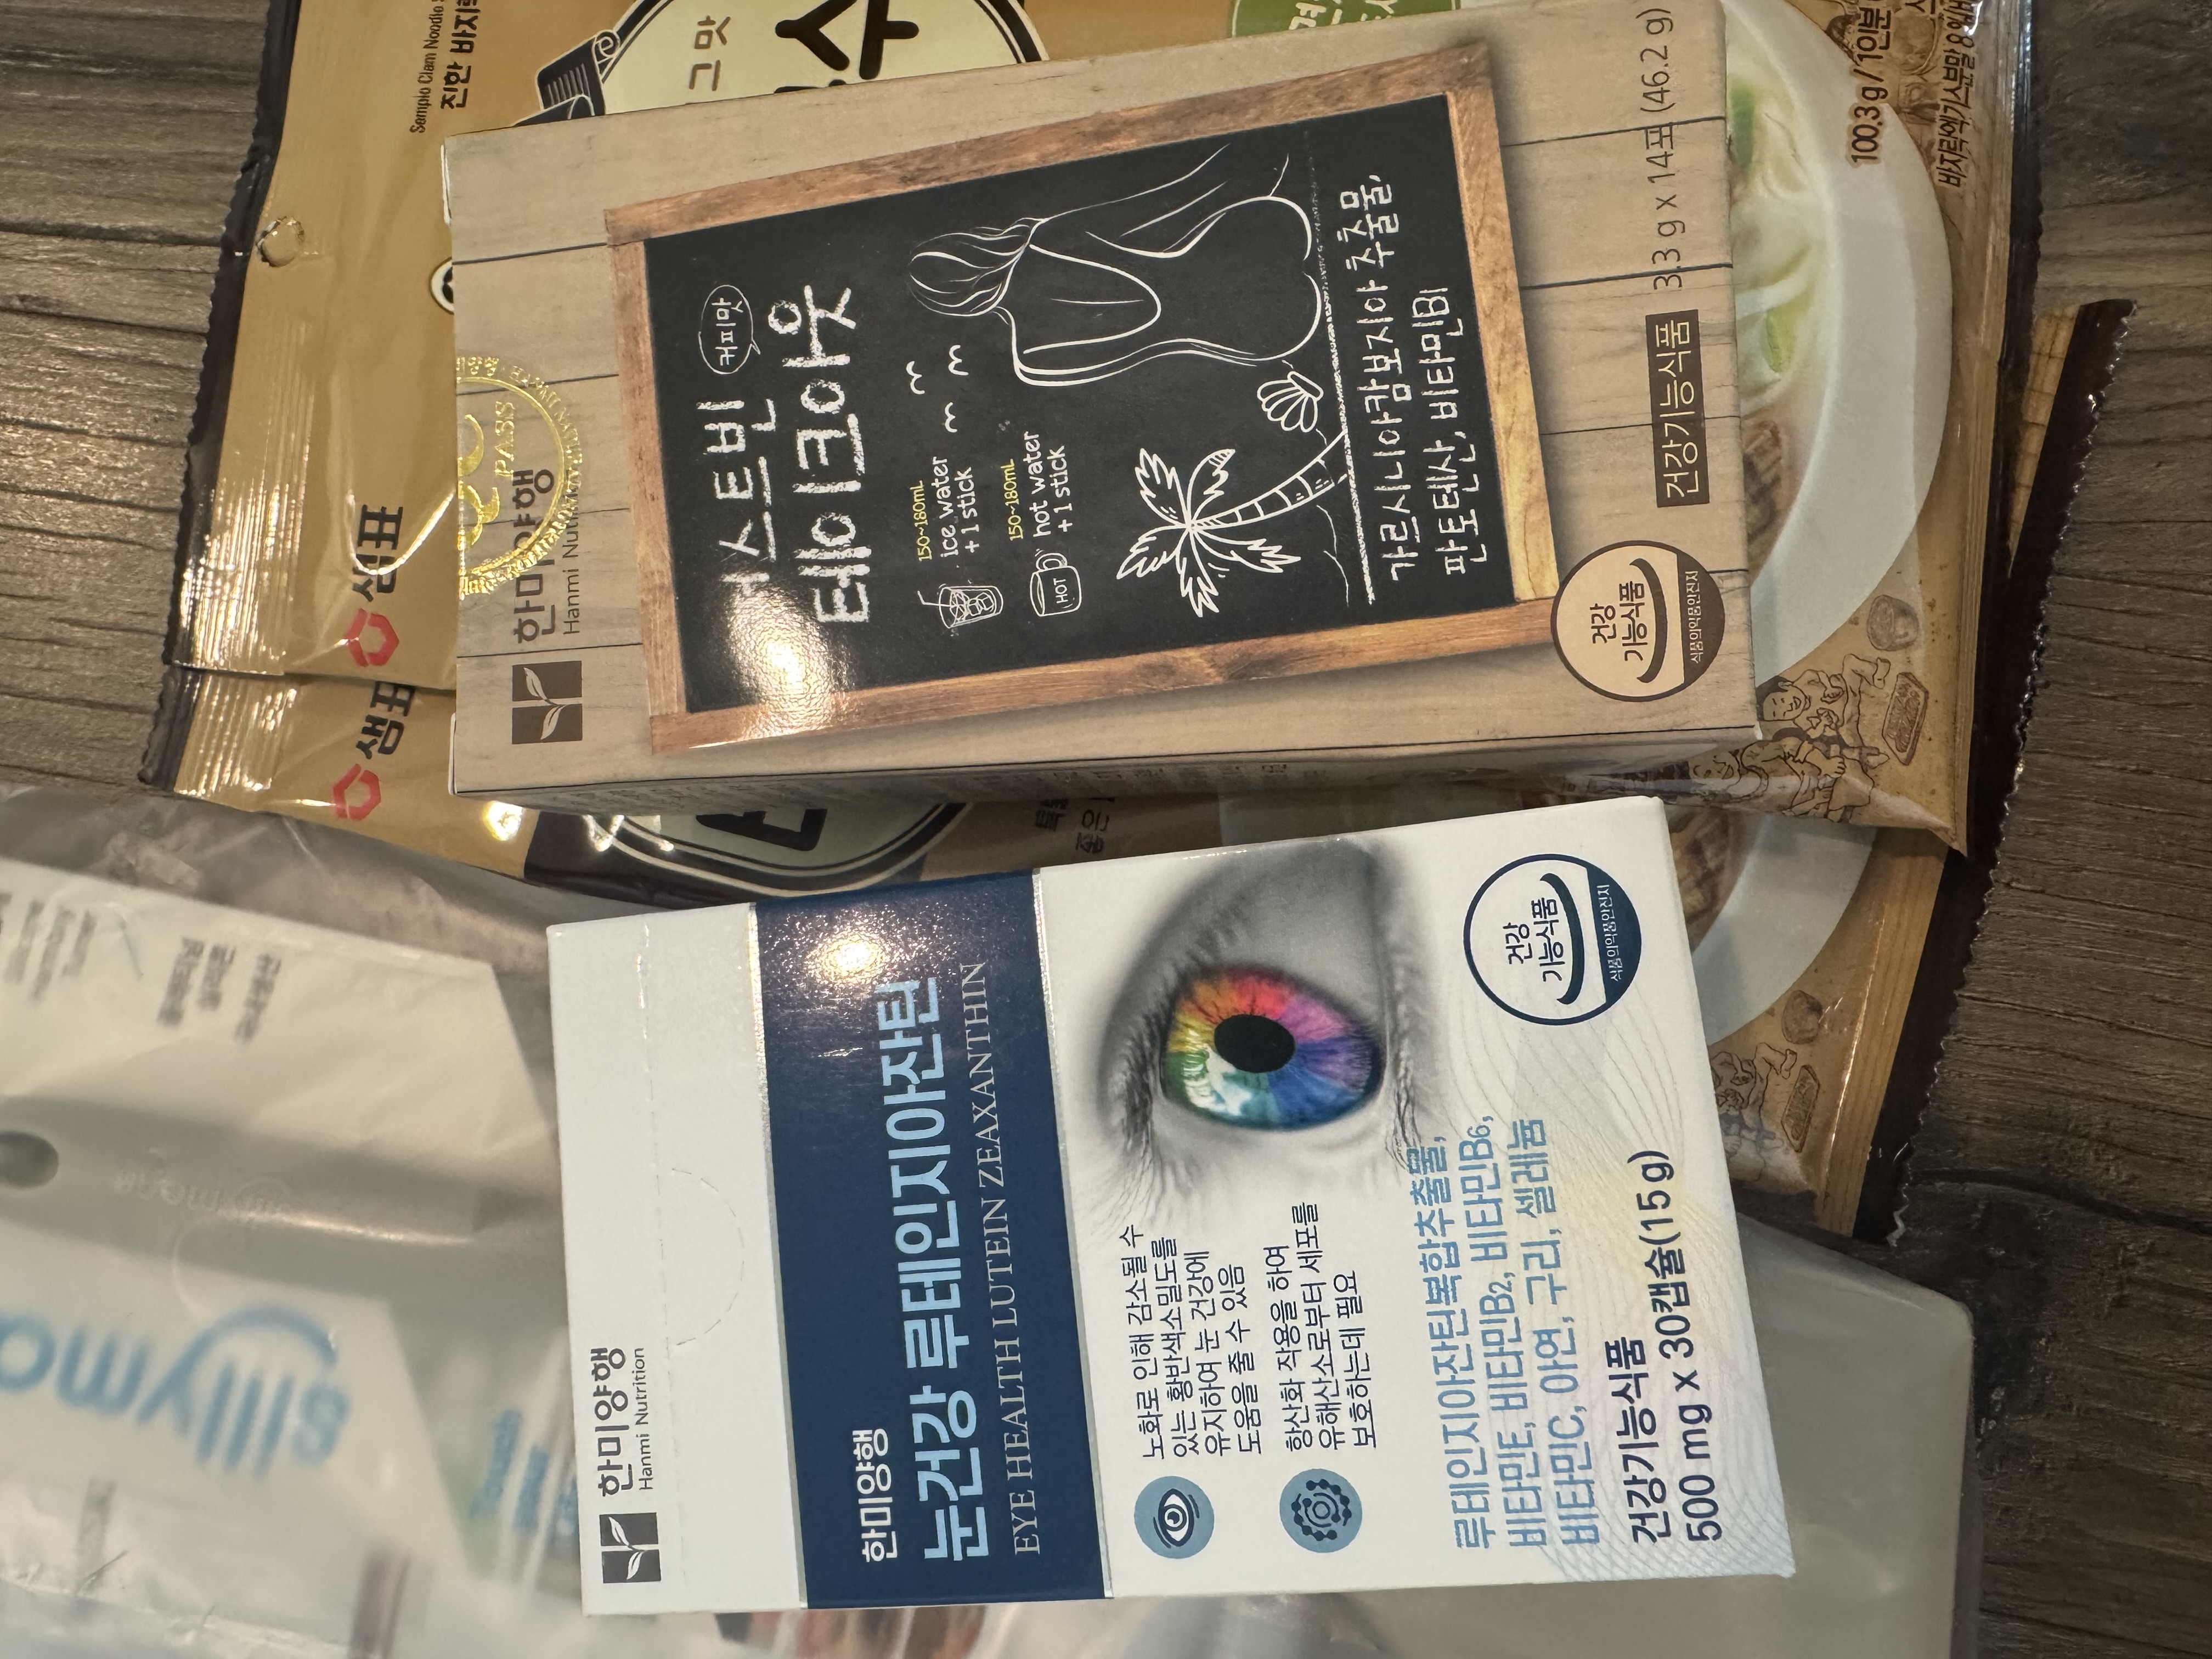 Sempio Clam Noodle
진한 바지락
그 맛
샘표
샘표
100.3 g / 1인분
한미양행
QC PASS
커피맛
테이크아웃
150~180mL
ice water
+ 1 stick
150~180mL
hot water
+ 1 stick
HOT
가르시니아캄보지아 추출물,
판토텐산, 비타민B1
건강기능식품 3.3 g x 14포 (46.2 g)
건강
기능식품
식품의약품안전처
한미양행
Hanmi Nutrition
한미양행
눈건강 루테인지아잔틴
EYE HEALTH LUTEIN ZEAXANTHIN
노화로 인해 감소될 수
있는 황반색소밀도를
유지하여 눈 건강에
도움을 줄 수 있음
항산화 작용을 하여
유해산소로부터 세포를
보호하는데 필요
루테인지아잔틴복합추출물,
비타민E, 비타민B2, 비타민B6,
비타민C, 아연, 구리, 셀레늄
건강기능식품
500 mg x 30캡슐(15 g)
건강
기능식품
식품의약품안전처